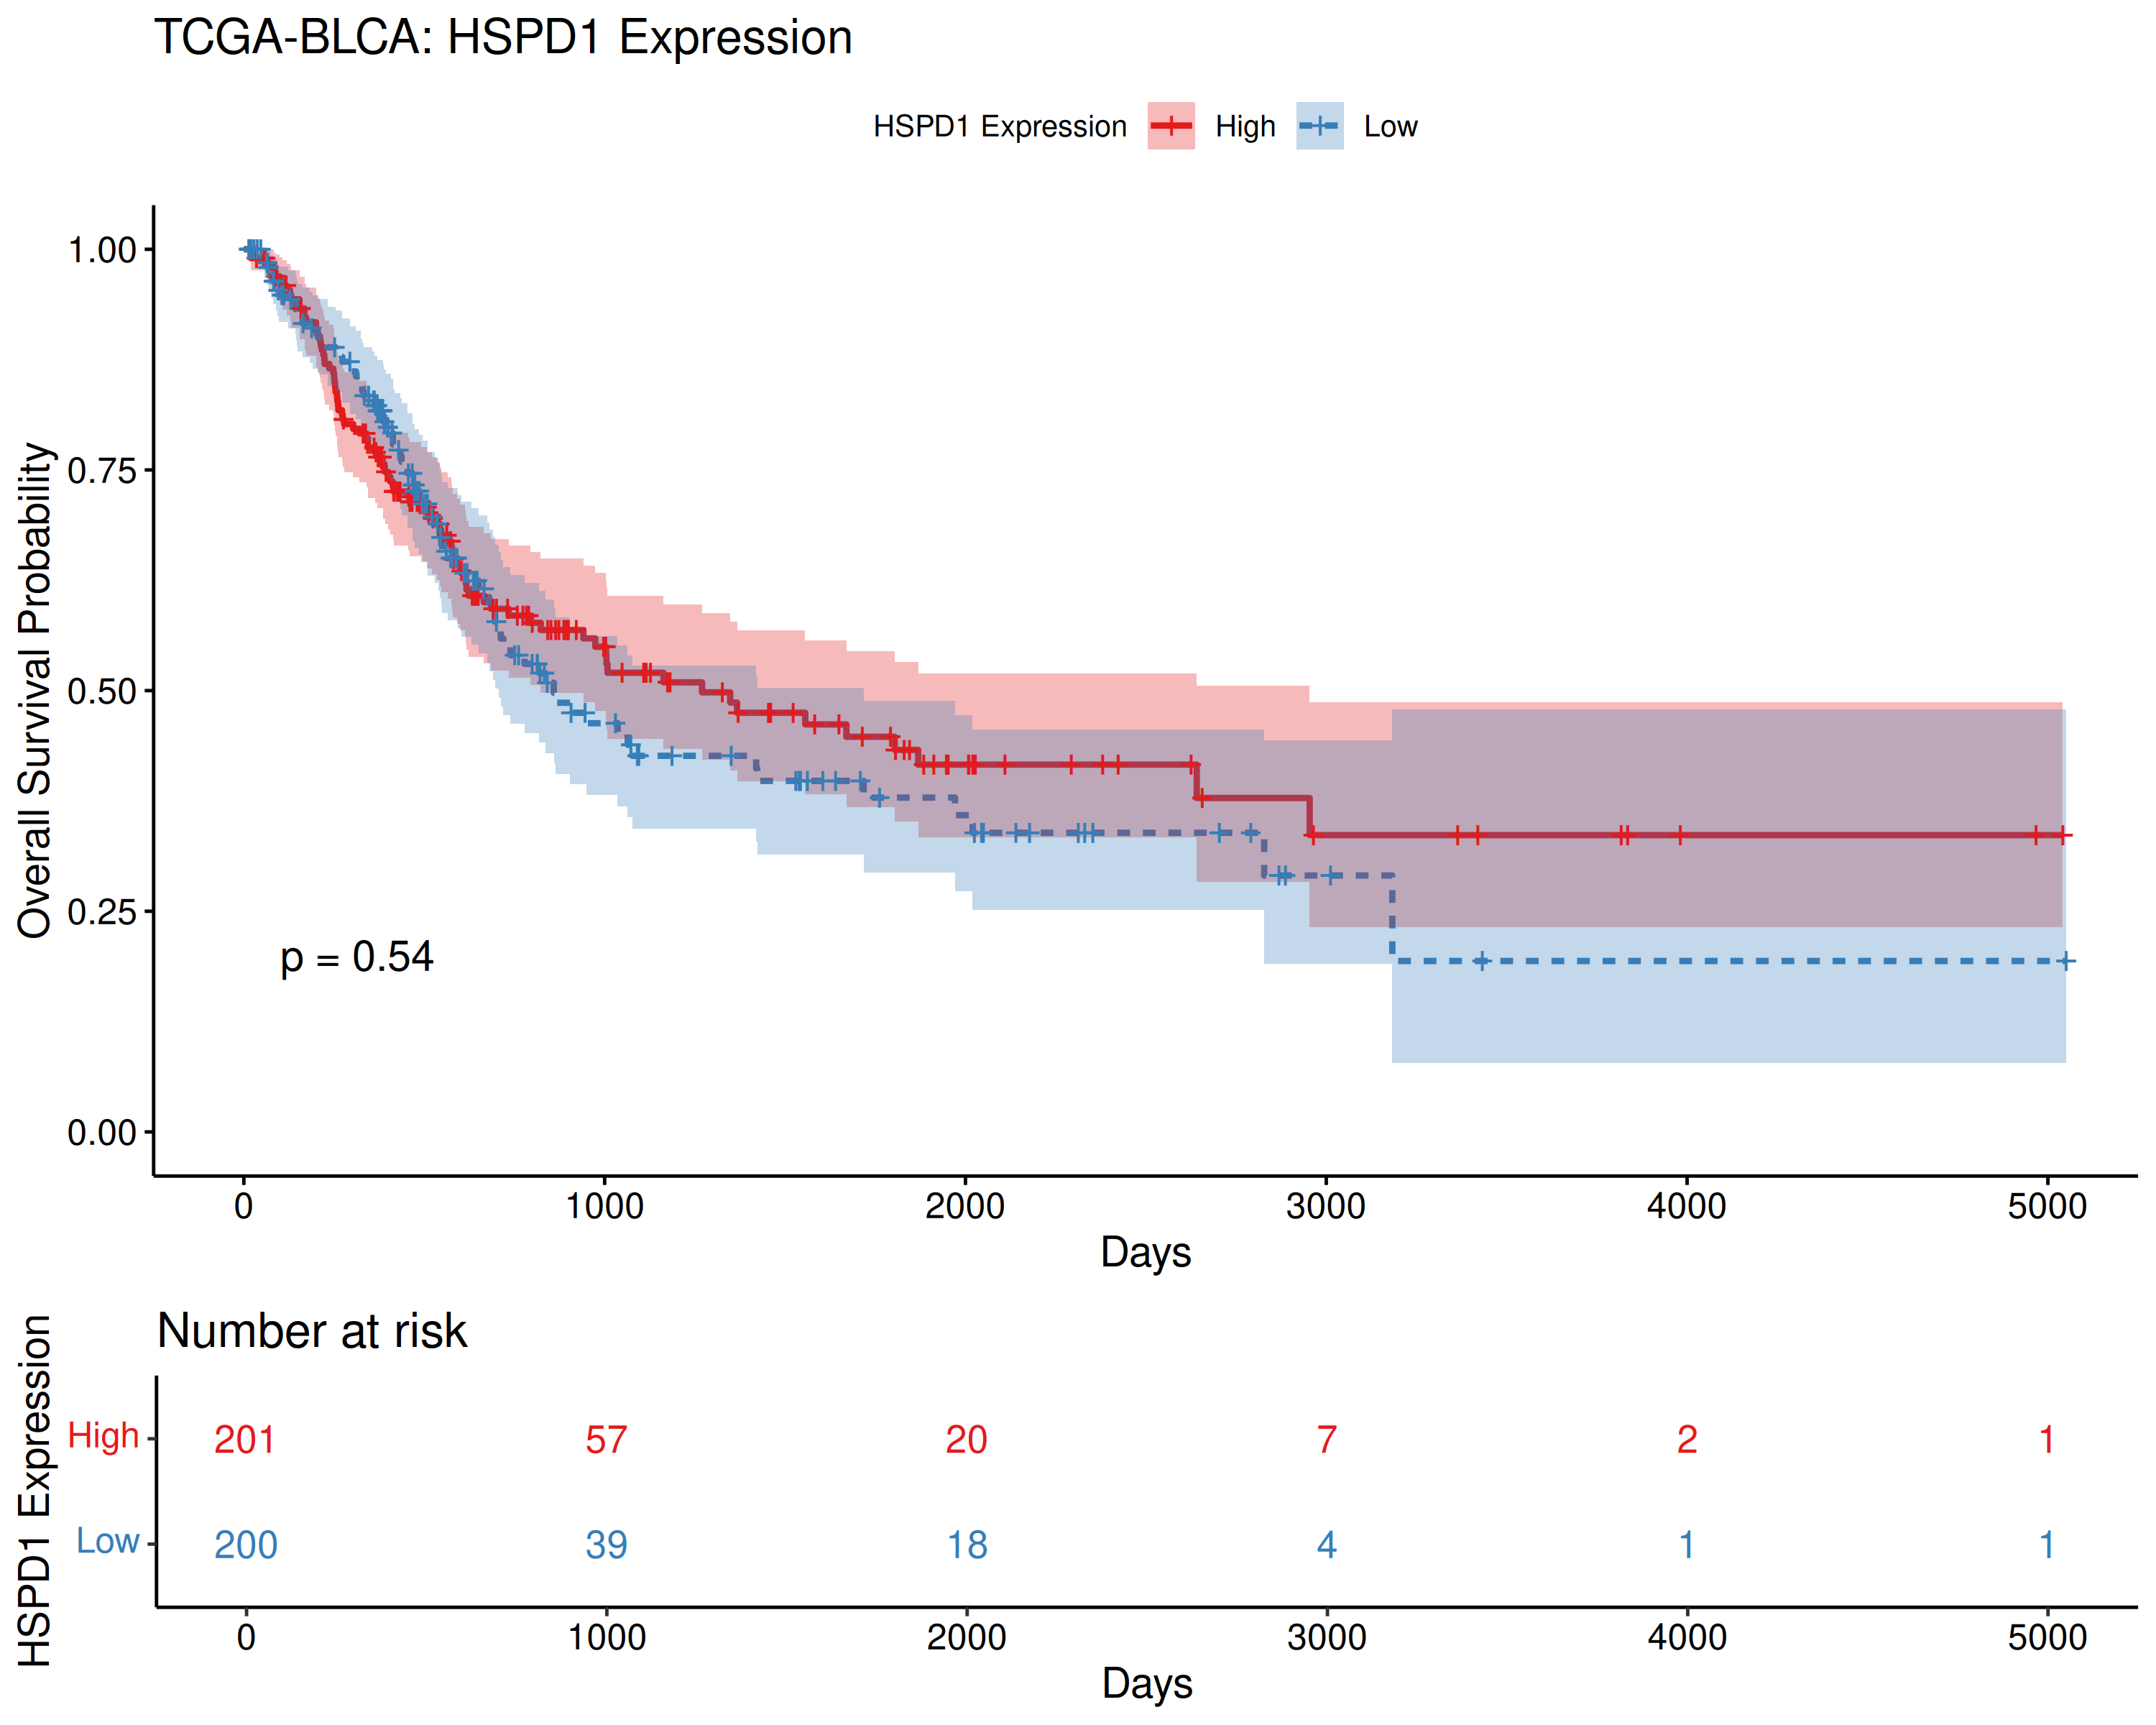 TCGA-BLCA: HSPD1 Expression
HSPD1 Expression High Low
Overall Survival Probability
1.00
0.75
0.50
0.25
0.00
p = 0.54
0 1000 2000 3000 4000 5000
Days
Number at risk
HSPD1 Expression
High 201 57 20 7 2 1
Low 200 39 18 4 1 1
0 1000 2000 3000 4000 5000
Days